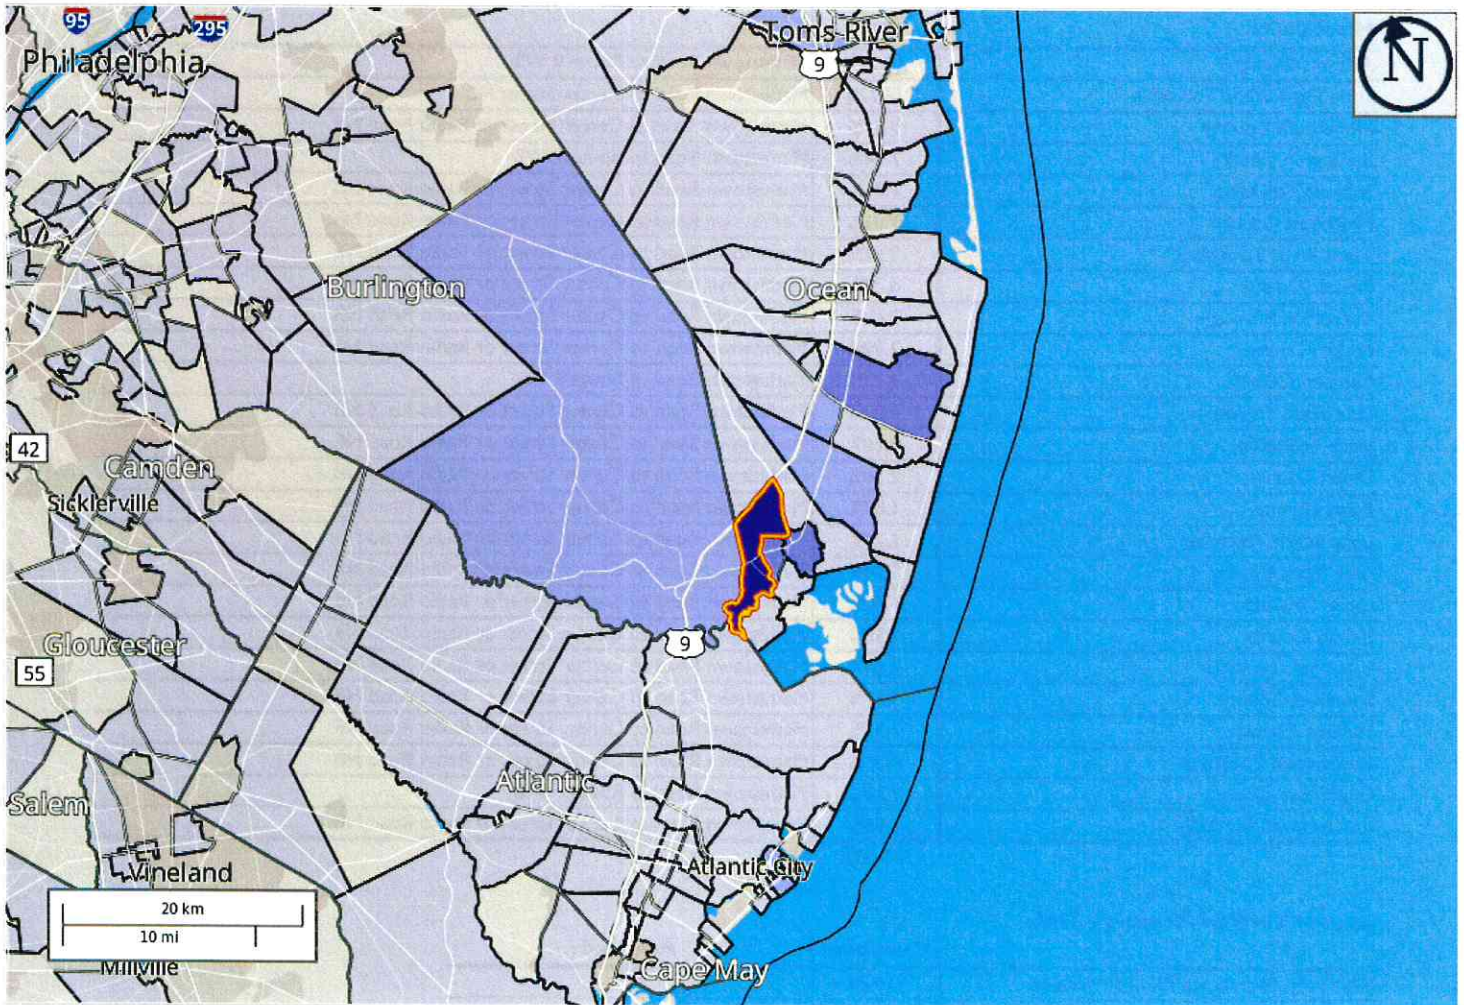 95
295
Philadelphia
Toms River
9
N
Burlington
Ocean
42
Camden
Sicklerville
Gloucester
9
55
Atlantic
Salem
Atlantic City
Vineland
20 km
10 mi
Millville
Cape May